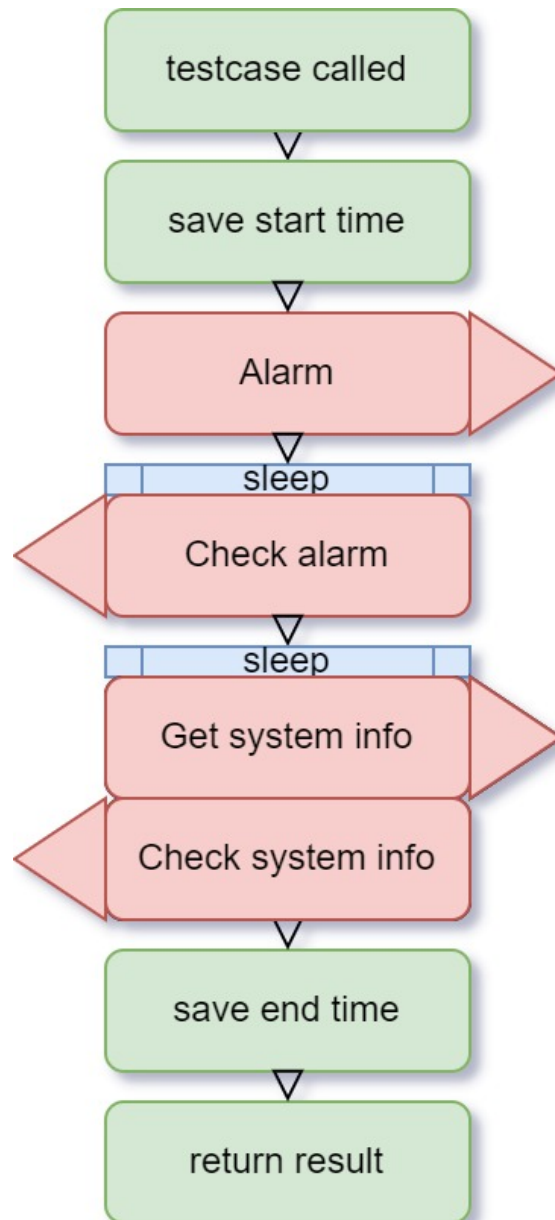 testcase called
save start time
Alarm
sleep
Check alarm
sleep
Get system info
Check system info
save end time
return result